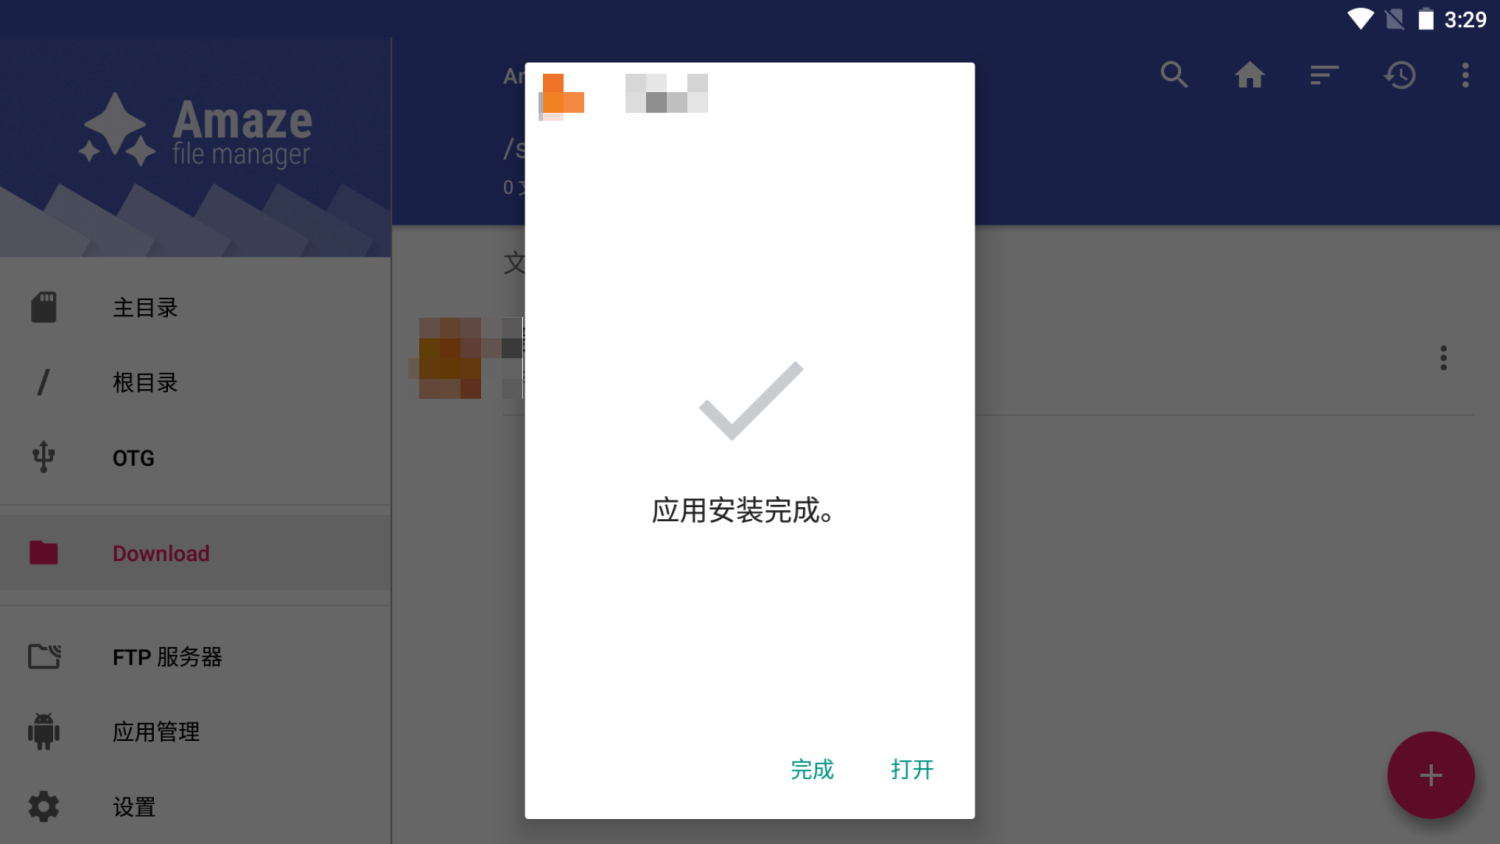 3:29
Amaze
file manager
主目录
根目录
OTG
Download
FTP 服务器
应用管理
设置
/s
0
文
应用安装完成。
完成
打开